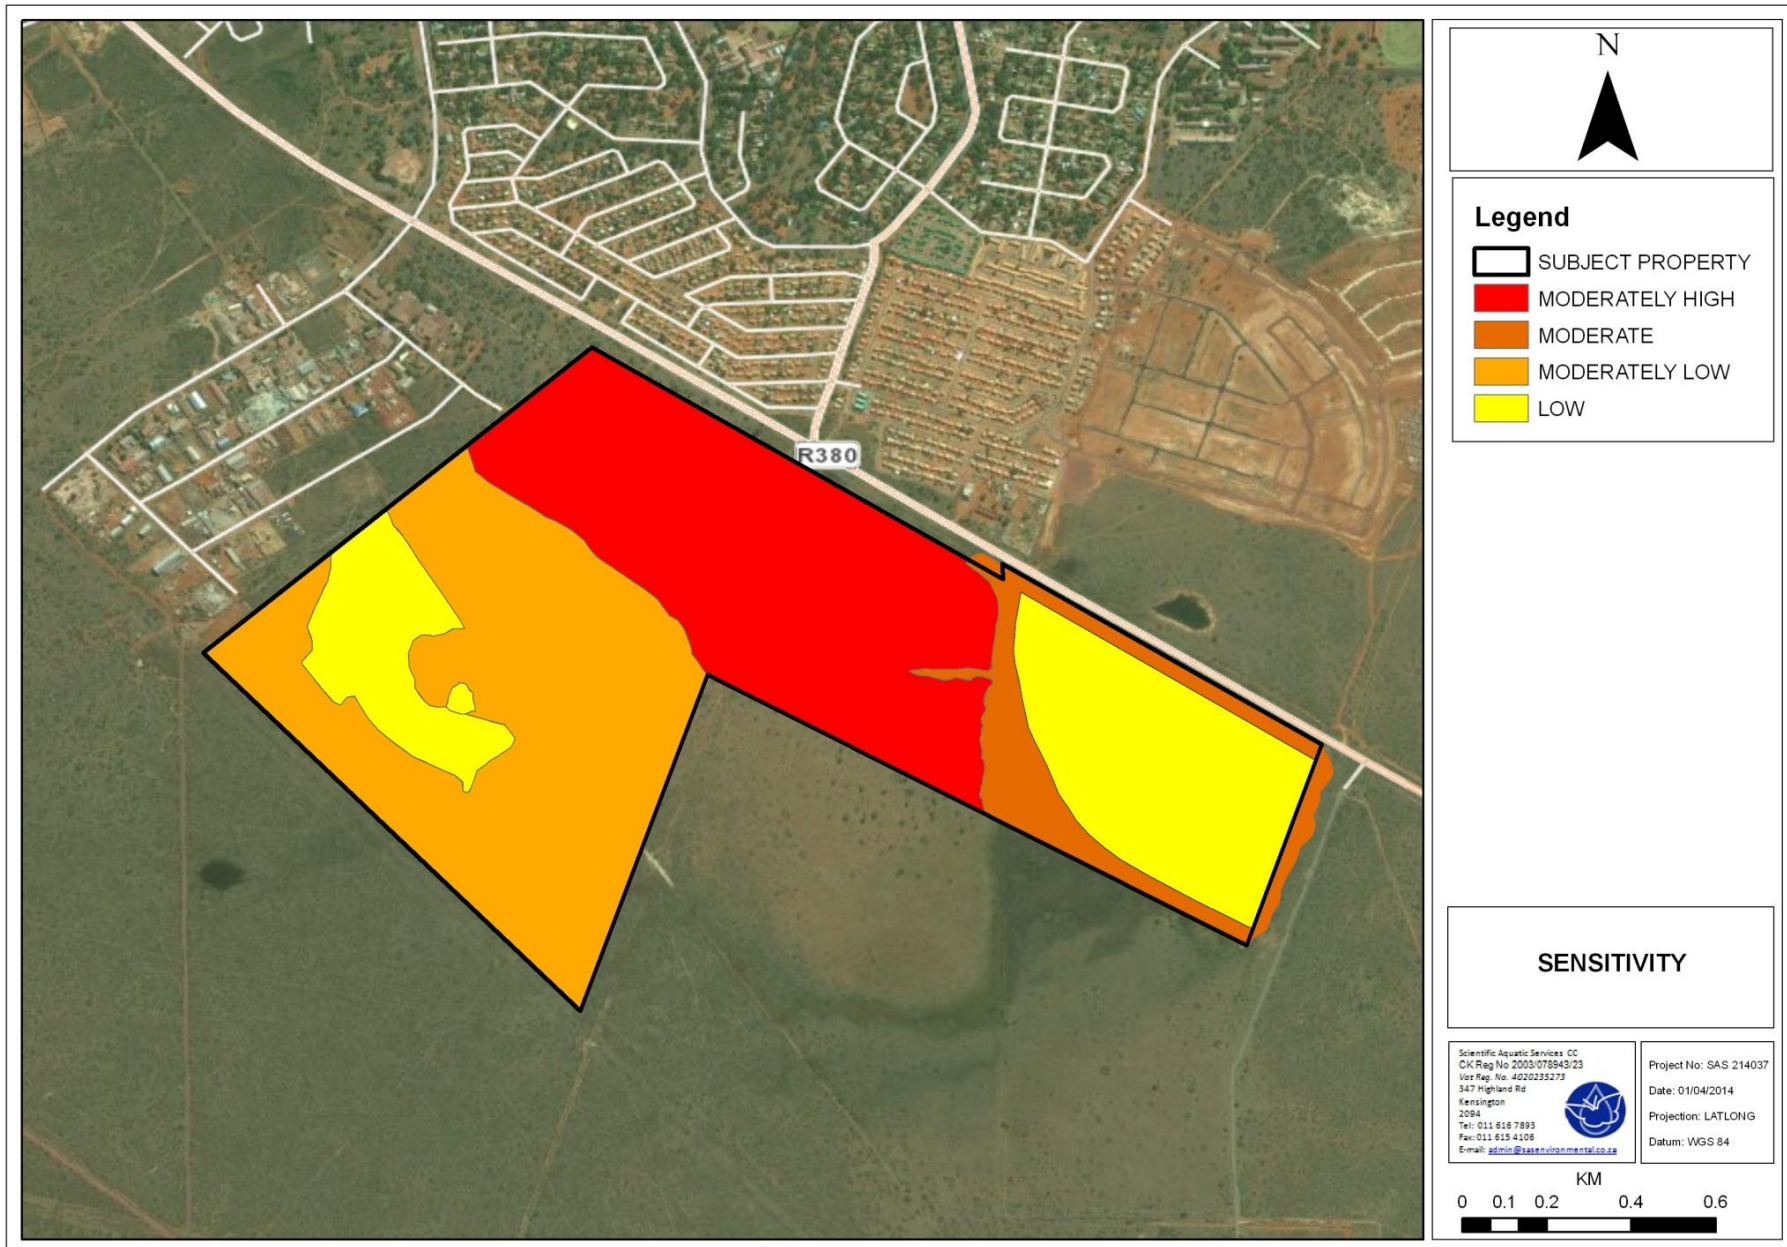 R380
N
Legend
SUBJECT PROPERTY
MODERATELY HIGH
MODERATE
MODERATELY LOW
LOW
SENSITIVITY
Scientific Aquatic Services CC
CK Reg No 2003/078943/23
Vat Reg. No. 4020235273
347 Highland Rd
Kensington
2094
Tel: 011 616 7893
Fax: 011 615 4106
E-mail: admin@sasenvironmental.co.za
Project No: SAS 214037
Date: 01/04/2014
Projection: LATLONG
Datum: WGS 84
KM
0 0.1 0.2 0.4 0.6